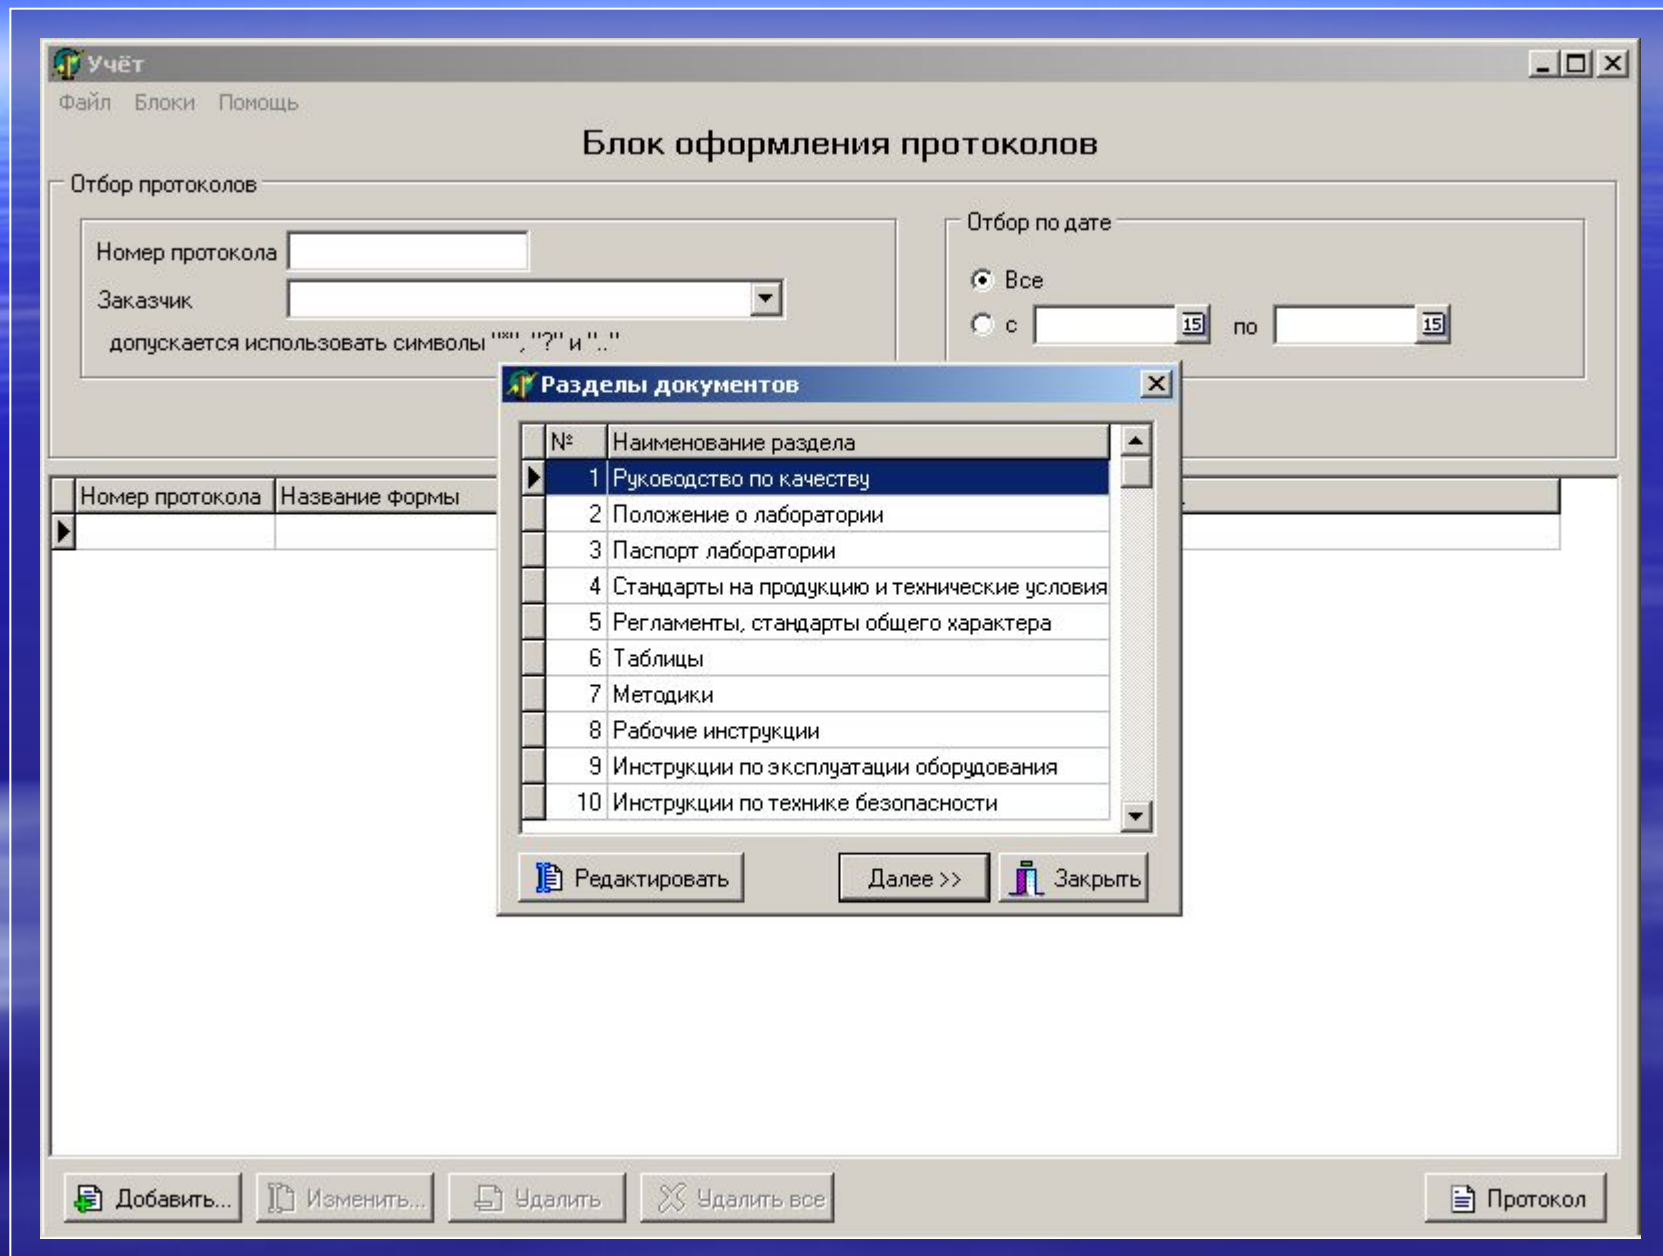 Учёт
Файл Блоки Помощь
Блок оформления протоколов
Отбор протоколов
Номер протокола
Заказчик
допускается использовать символы "*", "?" и ".."
Отбор по дате
Все
с 15 по 15
Разделы документов
№ Наименование раздела
1 Руководство по качеству
2 Положение о лаборатории
3 Паспорт лаборатории
4 Стандарты на продукцию и технические условия
5 Регламенты, стандарты общего характера
6 Таблицы
7 Методики
8 Рабочие инструкции
9 Инструкции по эксплуатации оборудования
10 Инструкции по технике безопасности
Редактировать Далее >> Закрыть
Номер протокола Название формы
Добавить... Изменить... Удалить Удалить все Протокол